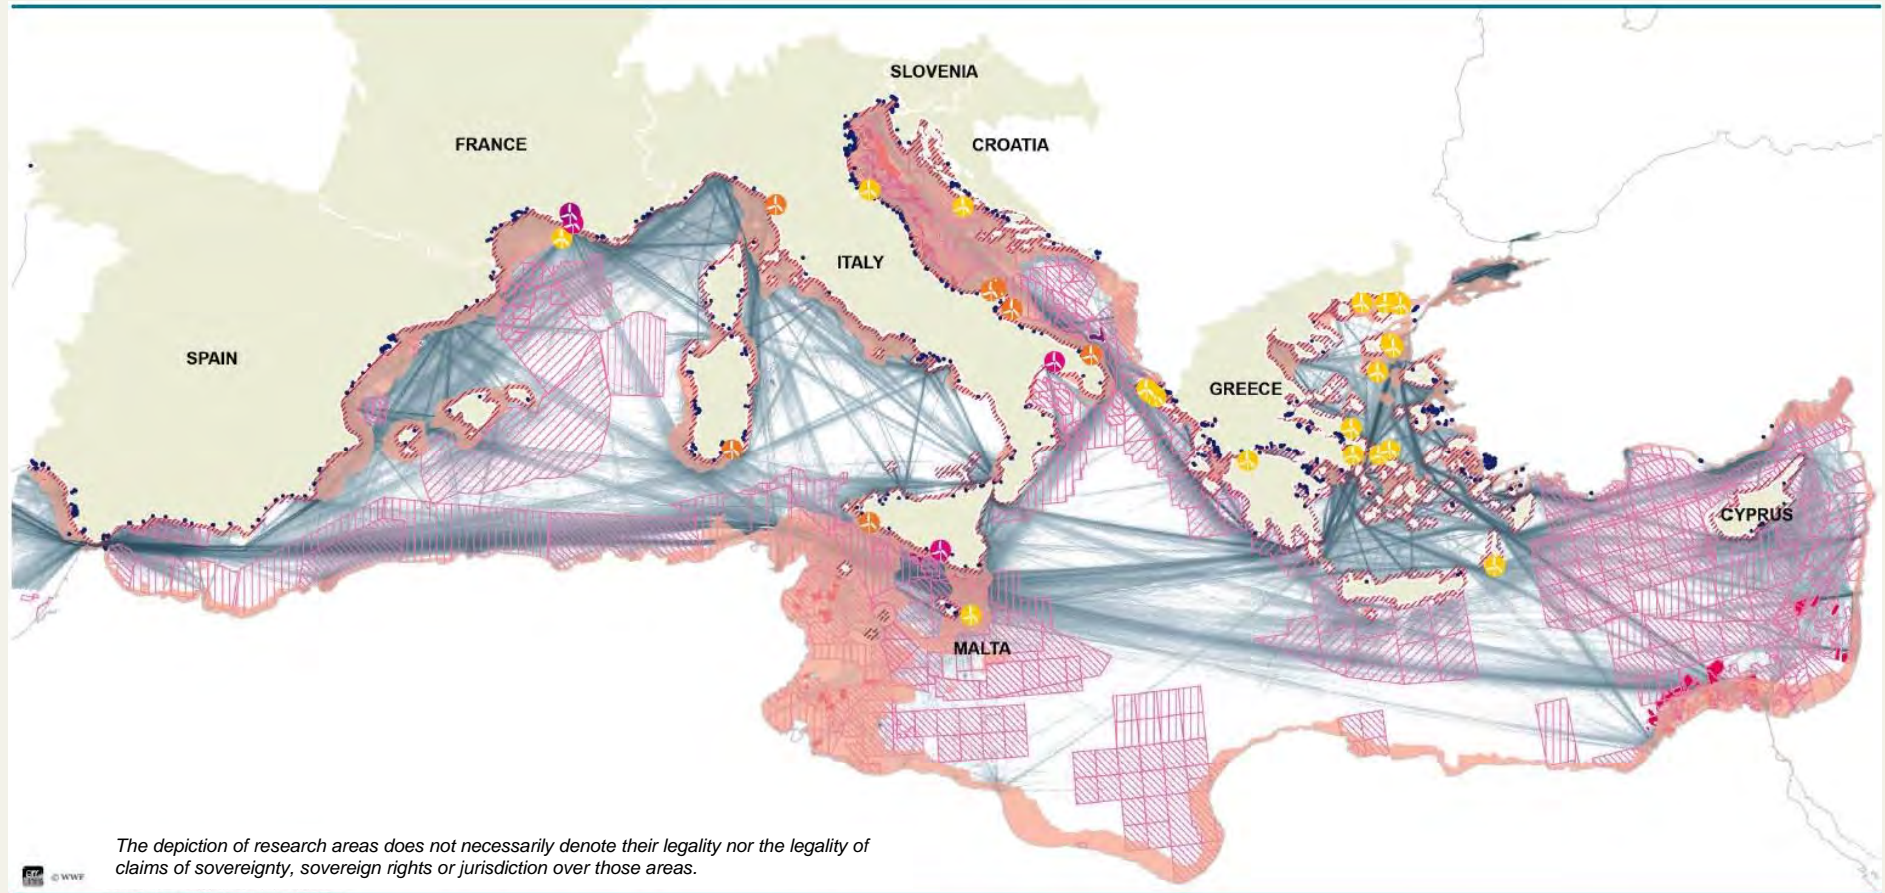 SLOVENIA
FRANCE
CROATIA
ITALY
SPAIN
GREECE
CYPRUS
MALTA
The depiction of research areas does not necessarily denote their legality nor the legality of
claims of sovereignty, sovereign rights or jurisdiction over those areas.
© WWF